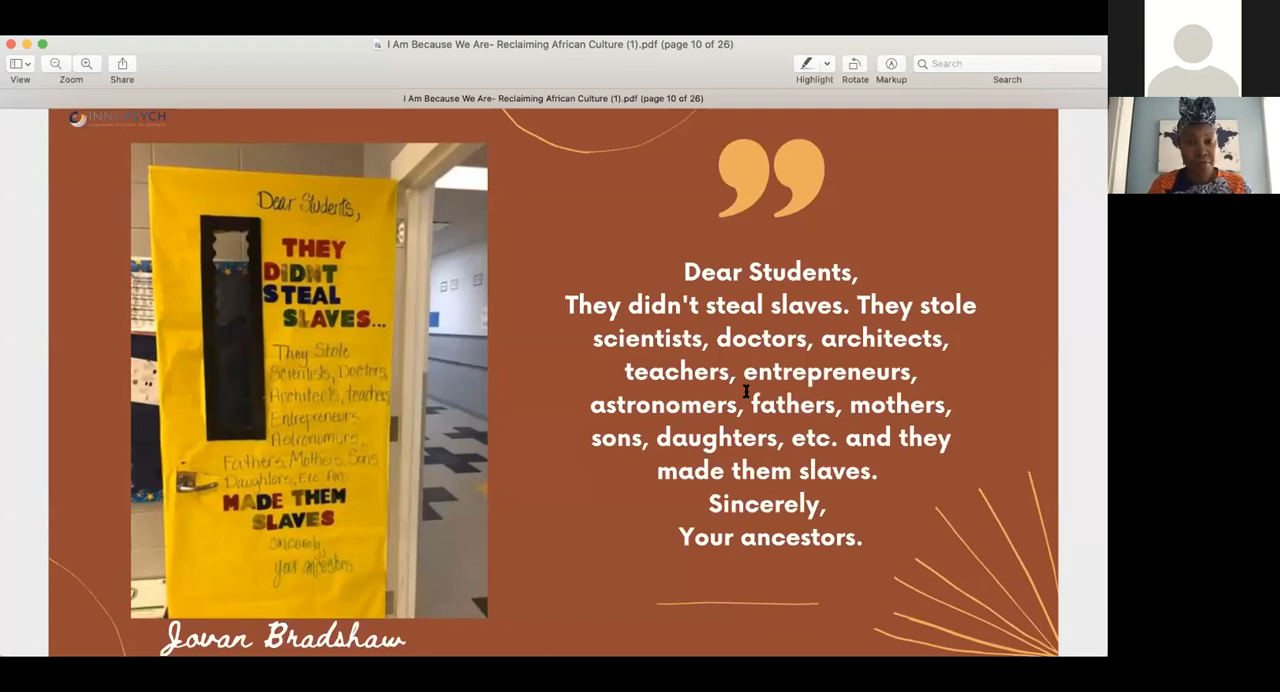 I Am Because We Are- Reclaiming African Culture (1).pdf (page 10 of 26)
View
Zoom
Share
Highlight
Rotate
Markup
Search
Search
I Am Because We Are- Reclaiming African Culture (1).pdf (page 10 of 26)
Dear Students,
THEY
DiDNT
STEAL
SLAVES...
They Stole
Scientists, Doctors,
Architects, teachers,
Entrepreneurs,
Astronomers,
Fathers, Mothers, Sons,
Daughters, Etc. An
MADE THEM
SLAVES
Sincerely,
your ancestors
Jovan Bradshaw
Dear Students,
They didn't steal slaves. They stole
scientists, doctors, architects,
teachers, entrepreneurs,
astronomers, fathers, mothers,
sons, daughters, etc. and they
made them slaves.
Sincerely,
Your ancestors.